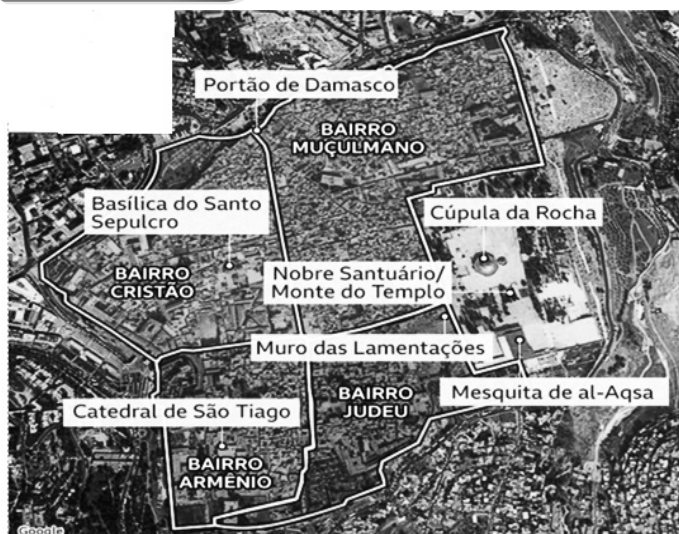 Portão de Damasco
BAIRRO
MUÇULMANO
Basílica do Santo
Sepulcro
Cúpula da Rocha
BAIRRO
CRISTÃO
Nobre Santuário/
Monte do Templo
Muro das Lamentações
Mesquita de al-Aqsa
Catedral de São Tiago
BAIRRO
JUDEU
BAIRRO
ARMÊNIO
Google